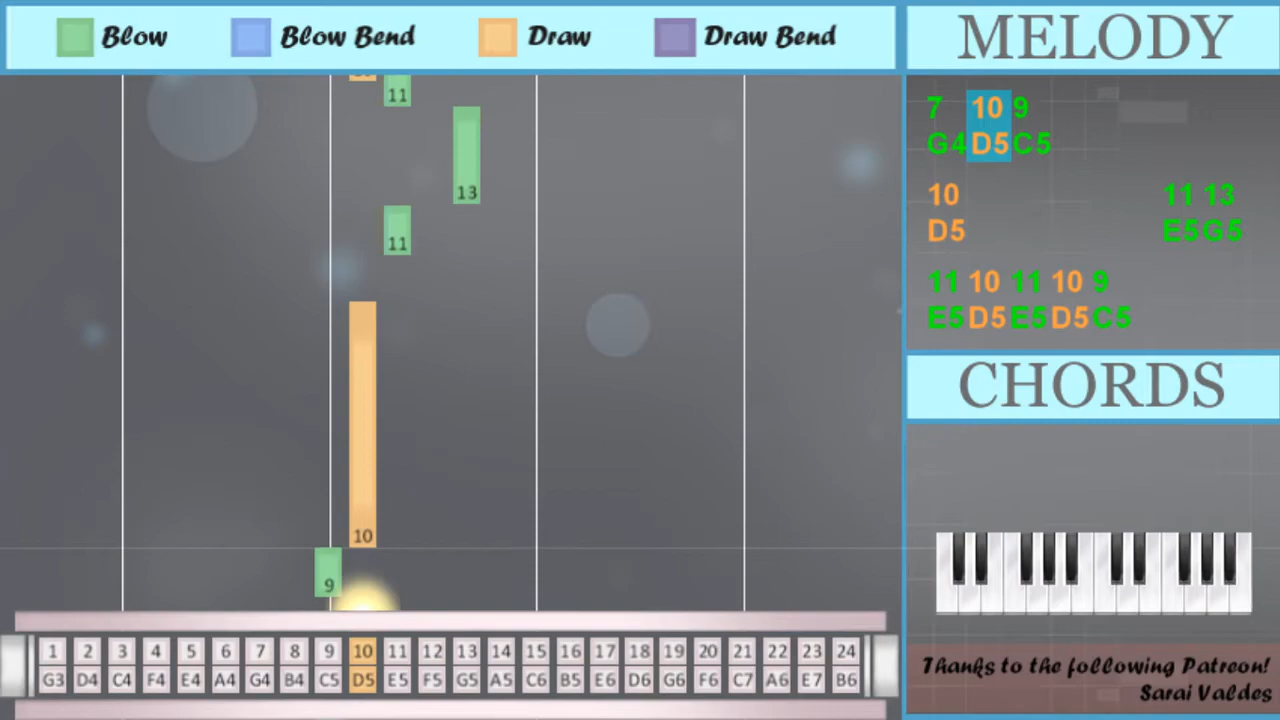 Blow Blow Bend Draw Draw Bend
MELODY
7 10 9
G4 D5 C5
10 11 13
D5 E5 G5
11 10 11 10 9
E5 D5 E5 D5 C5
CHORDS
Thanks to the following Patreon!
Sarai Valdes
11
13
11
10
9
1 2 3 4 5 6 7 8 9 10 11 12 13 14 15 16 17 18 19 20 21 22 23 24
G3 D4 C4 F4 E4 A4 G4 B4 C5 D5 E5 F5 G5 A5 C6 B5 E6 D6 G6 F6 C7 A6 E7 B6